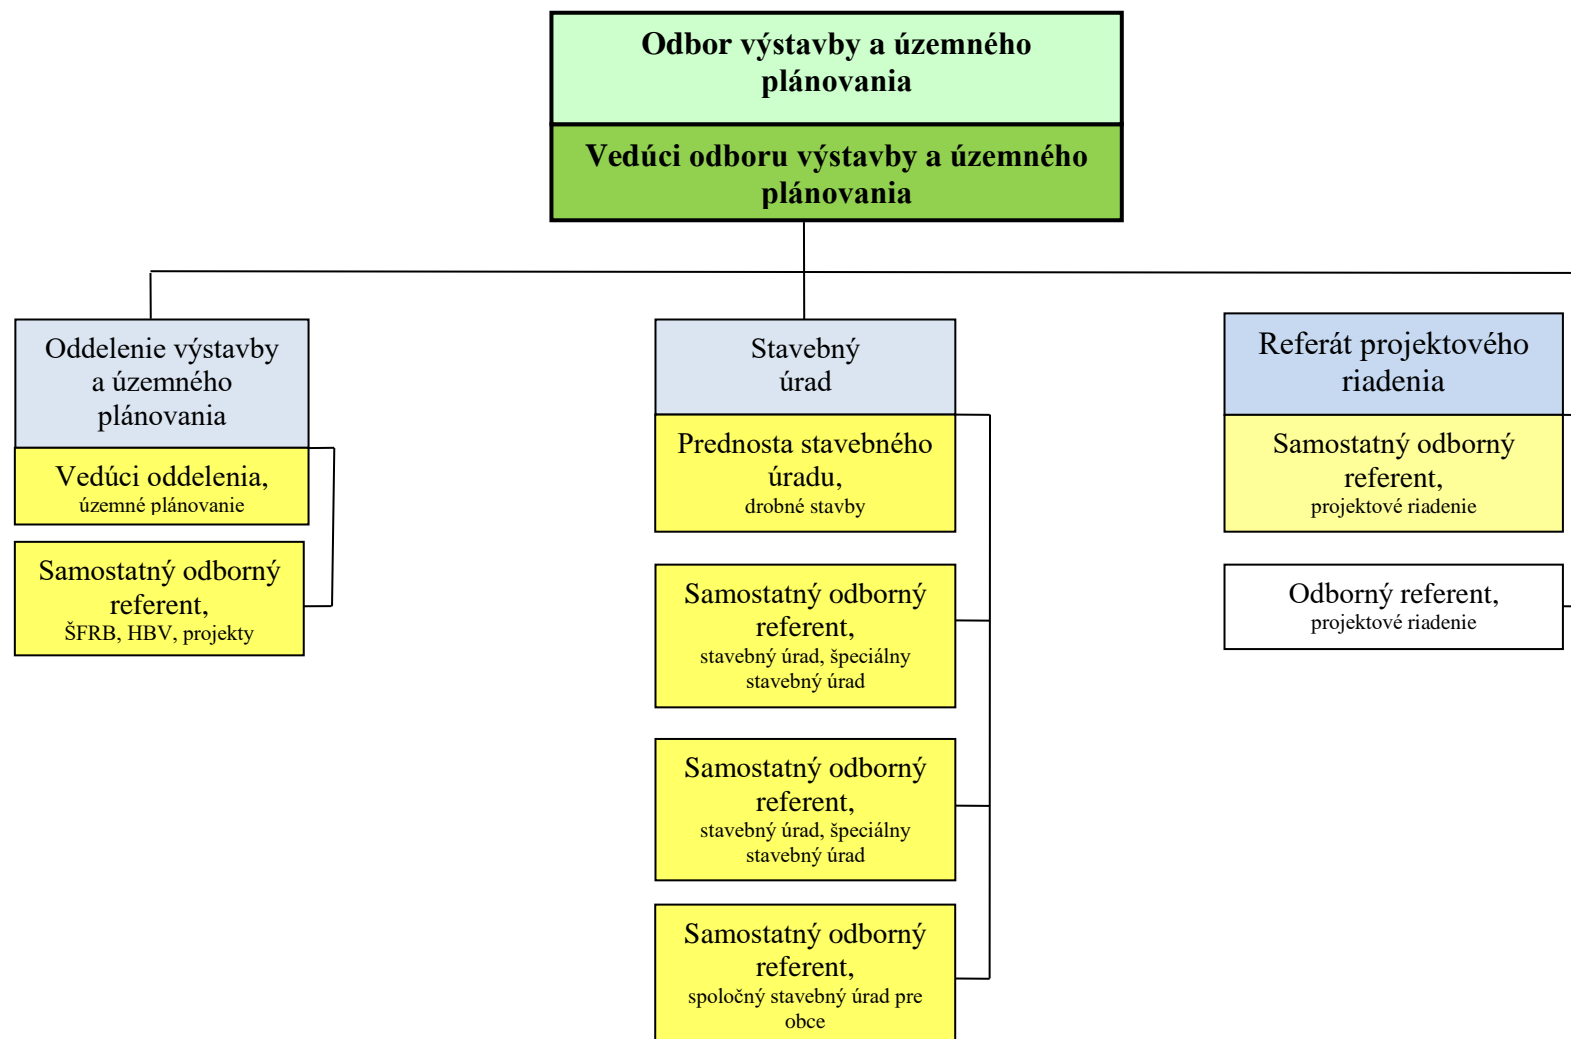 Odbor výstavby a územného
plánovania
Vedúci odboru výstavby a územného
plánovania
Oddelenie výstavby
a územného
plánovania
Vedúci oddelenia,
územné plánovanie
Samostatný odborný
referent,
ŠFRB, HBV, projekty
Stavebný
úrad
Prednosta stavebného
úradu,
drobné stavby
Samostatný odborný
referent,
stavebný úrad, špeciálny
stavebný úrad
Samostatný odborný
referent,
stavebný úrad, špeciálny
stavebný úrad
Samostatný odborný
referent,
spoločný stavebný úrad pre
obce
Referát projektového
riadenia
Samostatný odborný
referent,
projektové riadenie
Odborný referent,
projektové riadenie